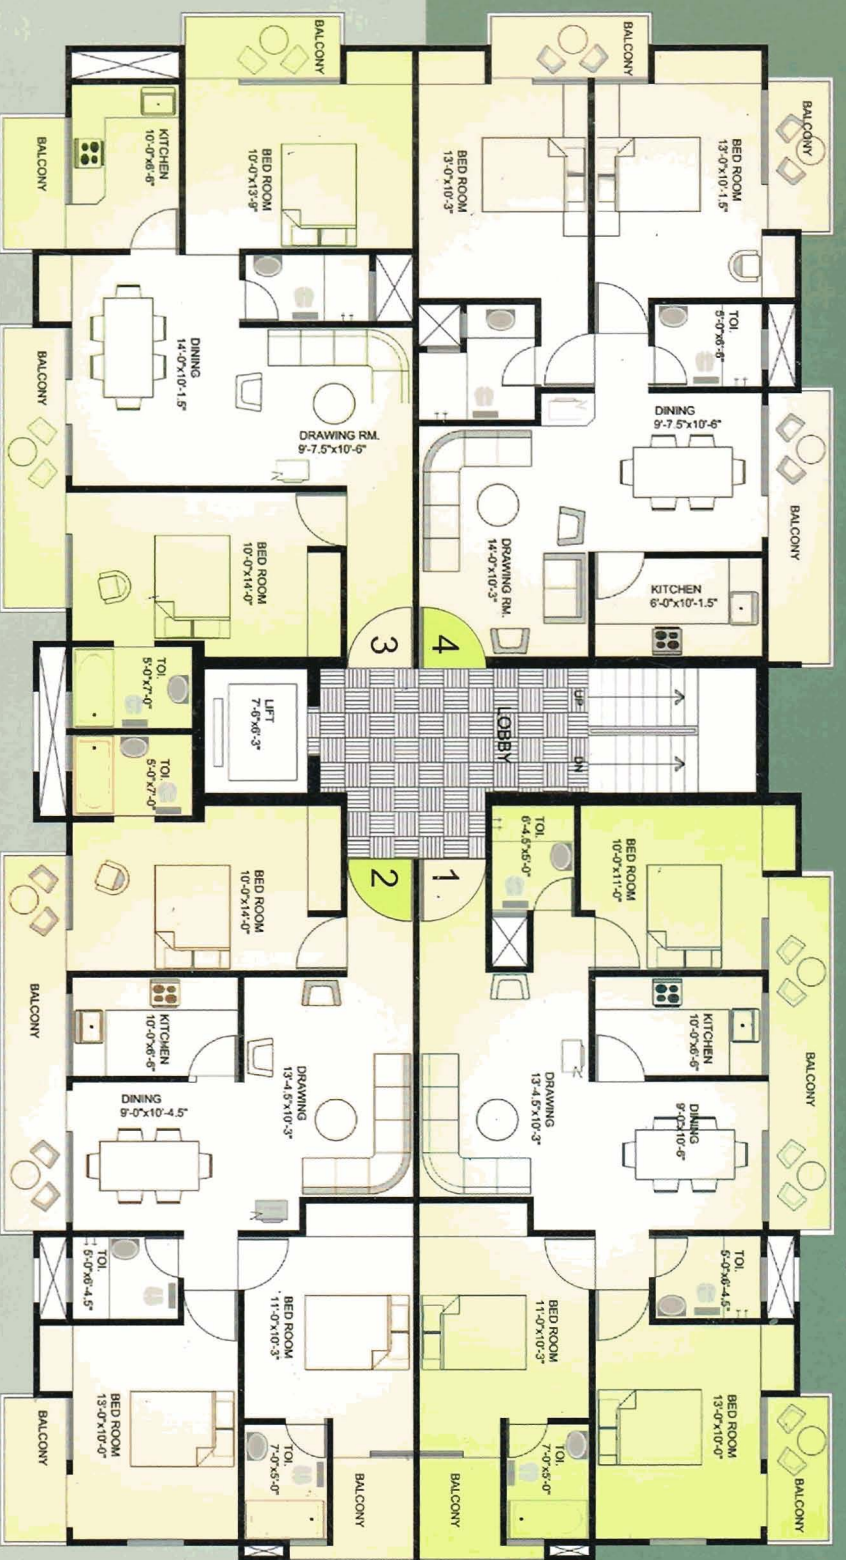 BALCONY
BALCONY
BALCONY
BALCONY
KITCHEN
10'-0"x6'-6"
BED ROOM
10'-0"x13'-9"
BED ROOM
13'-0"x10'-3"
BED ROOM
13'-0"x10'-1.5"
TOI.
5'-0"x6'-6"
BALCONY
DINING
14'-0"x10'-1.5"
DRAWING RM.
9'-7.5"x10'-6"
DINING
9'-7.5"x10'-6"
BALCONY
BED ROOM
10'-0"x14'-0"
DRAWING RM.
14'-0"x10'-3"
KITCHEN
6'-0"x10'-1.5"
3
4
TOI.
5'-0"x7'-0"
LIFT
7'-6"x6'-3"
LOBBY
UP
DN
TOI.
5'-0"x7'-0"
TOI.
6'-4.5"x5'-0"
BED ROOM
10'-0"x11'-0"
2
1
BED ROOM
10'-0"x14'-0"
BALCONY
KITCHEN
10'-0"x6'-6"
KITCHEN
10'-0"x6'-6"
BALCONY
DINING
9'-0"x10'-4.5"
DRAWING
13'-4.5"x10'-3"
DRAWING
13'-4.5"x10'-3"
DINING
9'-0"x10'-6"
TOI.
5'-0"x6'-4.5"
TOI.
5'-0"x6'-4.5"
BED ROOM
11'-0"x10'-3"
BED ROOM
11'-0"x10'-3"
BALCONY
BED ROOM
13'-0"x10'-0"
BED ROOM
13'-0"x10'-0"
TOI.
7'-0"x5'-0"
BALCONY
BALCONY
TOI.
7'-0"x5'-0"
BALCONY